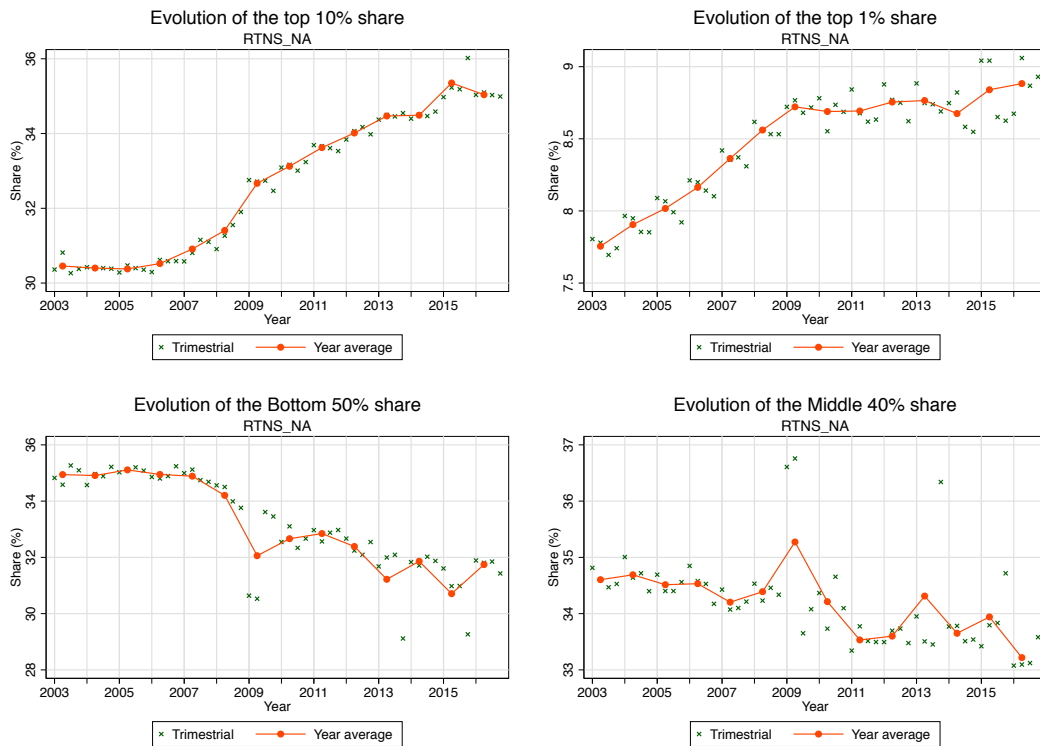 Evolution of the top 10% share
RTNS_NA
Share (%)
36
34
32
30
2003 2005 2007 2009 2011 2013 2015
Year
Trimestrial Year average
Evolution of the top 1% share
RTNS_NA
Share (%)
9
8.5
8
7.5
2003 2005 2007 2009 2011 2013 2015
Year
Trimestrial Year average
Evolution of the Bottom 50% share
RTNS_NA
Share (%)
36
34
32
30
28
2003 2005 2007 2009 2011 2013 2015
Year
Trimestrial Year average
Evolution of the Middle 40% share
RTNS_NA
Share (%)
37
36
35
34
33
2003 2005 2007 2009 2011 2013 2015
Year
Trimestrial Year average